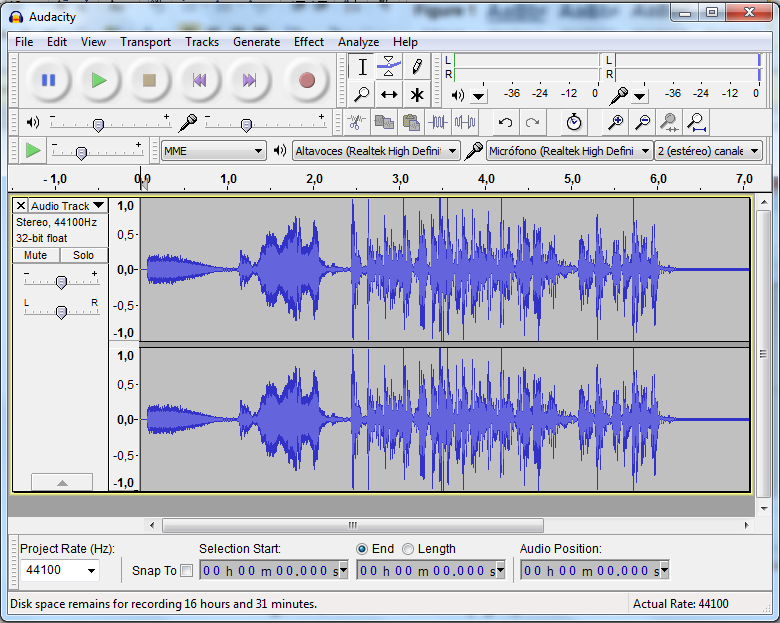 Audacity
File Edit View Transport Tracks Generate Effect Analyze Help
L
R
-36 -24 -12 0
L
R
-36 -24 -12 0
- +
- +
- +
MME
Altavoces (Realtek High Defini
Micrófono (Realtek High Defini
2 (estéreo) canale
- 1,0 0,0 1,0 2,0 3,0 4,0 5,0 6,0 7,0
X Audio Track
Stereo, 44100Hz
32-bit float
Mute Solo
- +
L R
1,0
0,5-
0,0-
-0,5-
-1,0
1,0
0,5-
0,0-
-0,5-
-1,0
Project Rate (Hz):
44100
Snap To
Selection Start:
00 h 00 m 00.000 s
End Length
00 h 00 m 00.000 s
Audio Position:
00 h 00 m 00.000 s
Disk space remains for recording 16 hours and 31 minutes.
Actual Rate: 44100